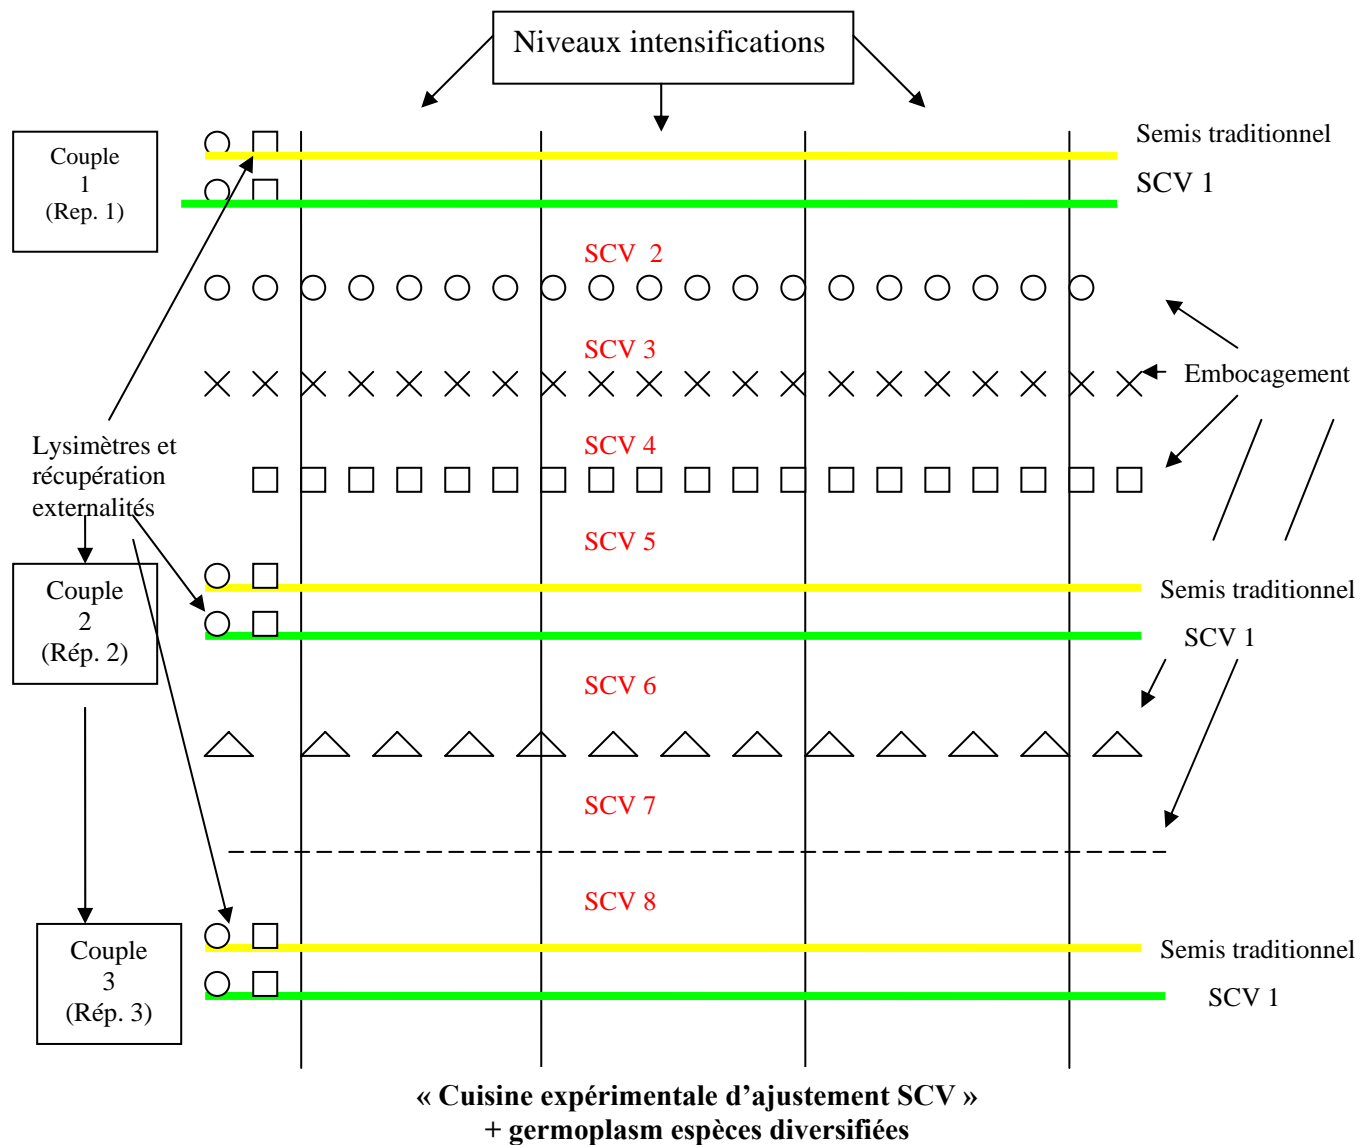 Niveaux intensifications
Couple
1
(Rep. 1)
Semis traditionnel
SCV 1
SCV 2
SCV 3
Embocagement
SCV 4
Lysimètres et
récupération
externalités
SCV 5
Couple
2
(Rép. 2)
Semis traditionnel
SCV 1
SCV 6
SCV 7
SCV 8
Couple
3
(Rép. 3)
Semis traditionnel
SCV 1
« Cuisine expérimentale d’ajustement SCV »
+ germoplasm espèces diversifiées